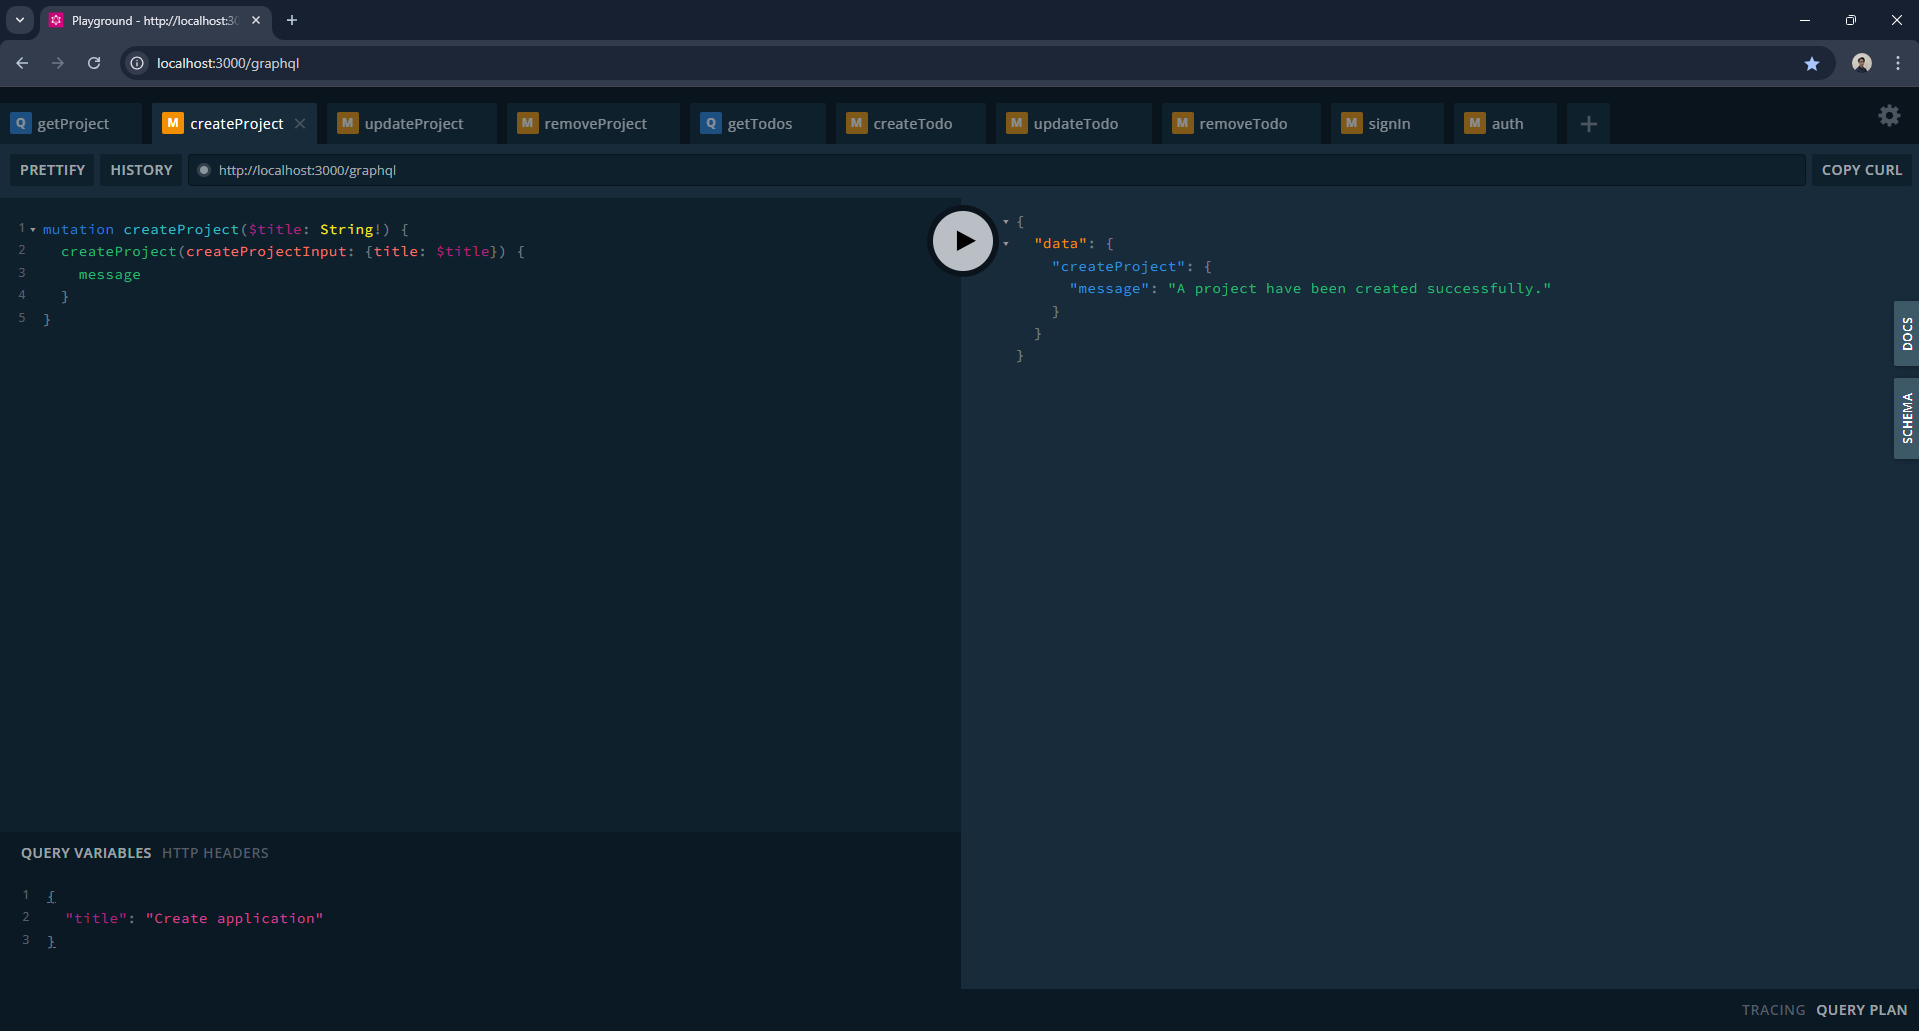 Playground - http://localhost:30
localhost:3000/graphql
Q getProject M createProject M updateProject M removeProject Q getTodos M createTodo M updateTodo M removeTodo M signIn M auth
PRETTIFY HISTORY http://localhost:3000/graphql COPY CURL
1 mutation createProject($title: String!) {
2 createProject(createProjectInput: {title: $title}) {
3 message
4 }
5 }
{
"data": {
"createProject": {
"message": "A project have been created successfully."
}
}
}
DOCS
SCHEMA
QUERY VARIABLES HTTP HEADERS
1 {
2 "title": "Create application"
3 }
TRACING QUERY PLAN